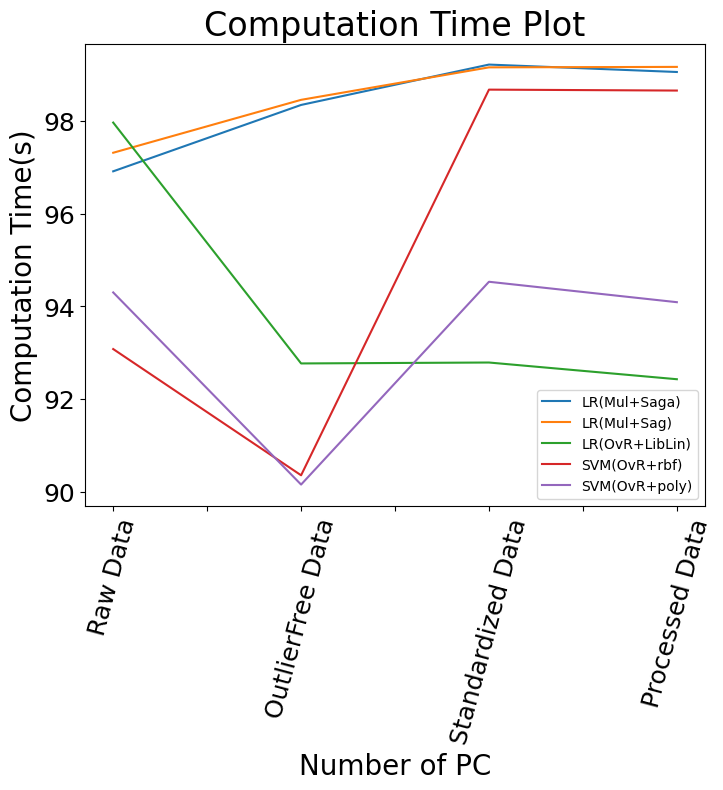 Computation Time Plot
Computation Time(s)
98
96
94
92
90
LR(Mul+Saga)
LR(Mul+Sag)
LR(OvR+LibLin)
SVM(OvR+rbf)
SVM(OvR+poly)
Raw Data
OutlierFree Data
Standardized Data
Processed Data
Number of PC